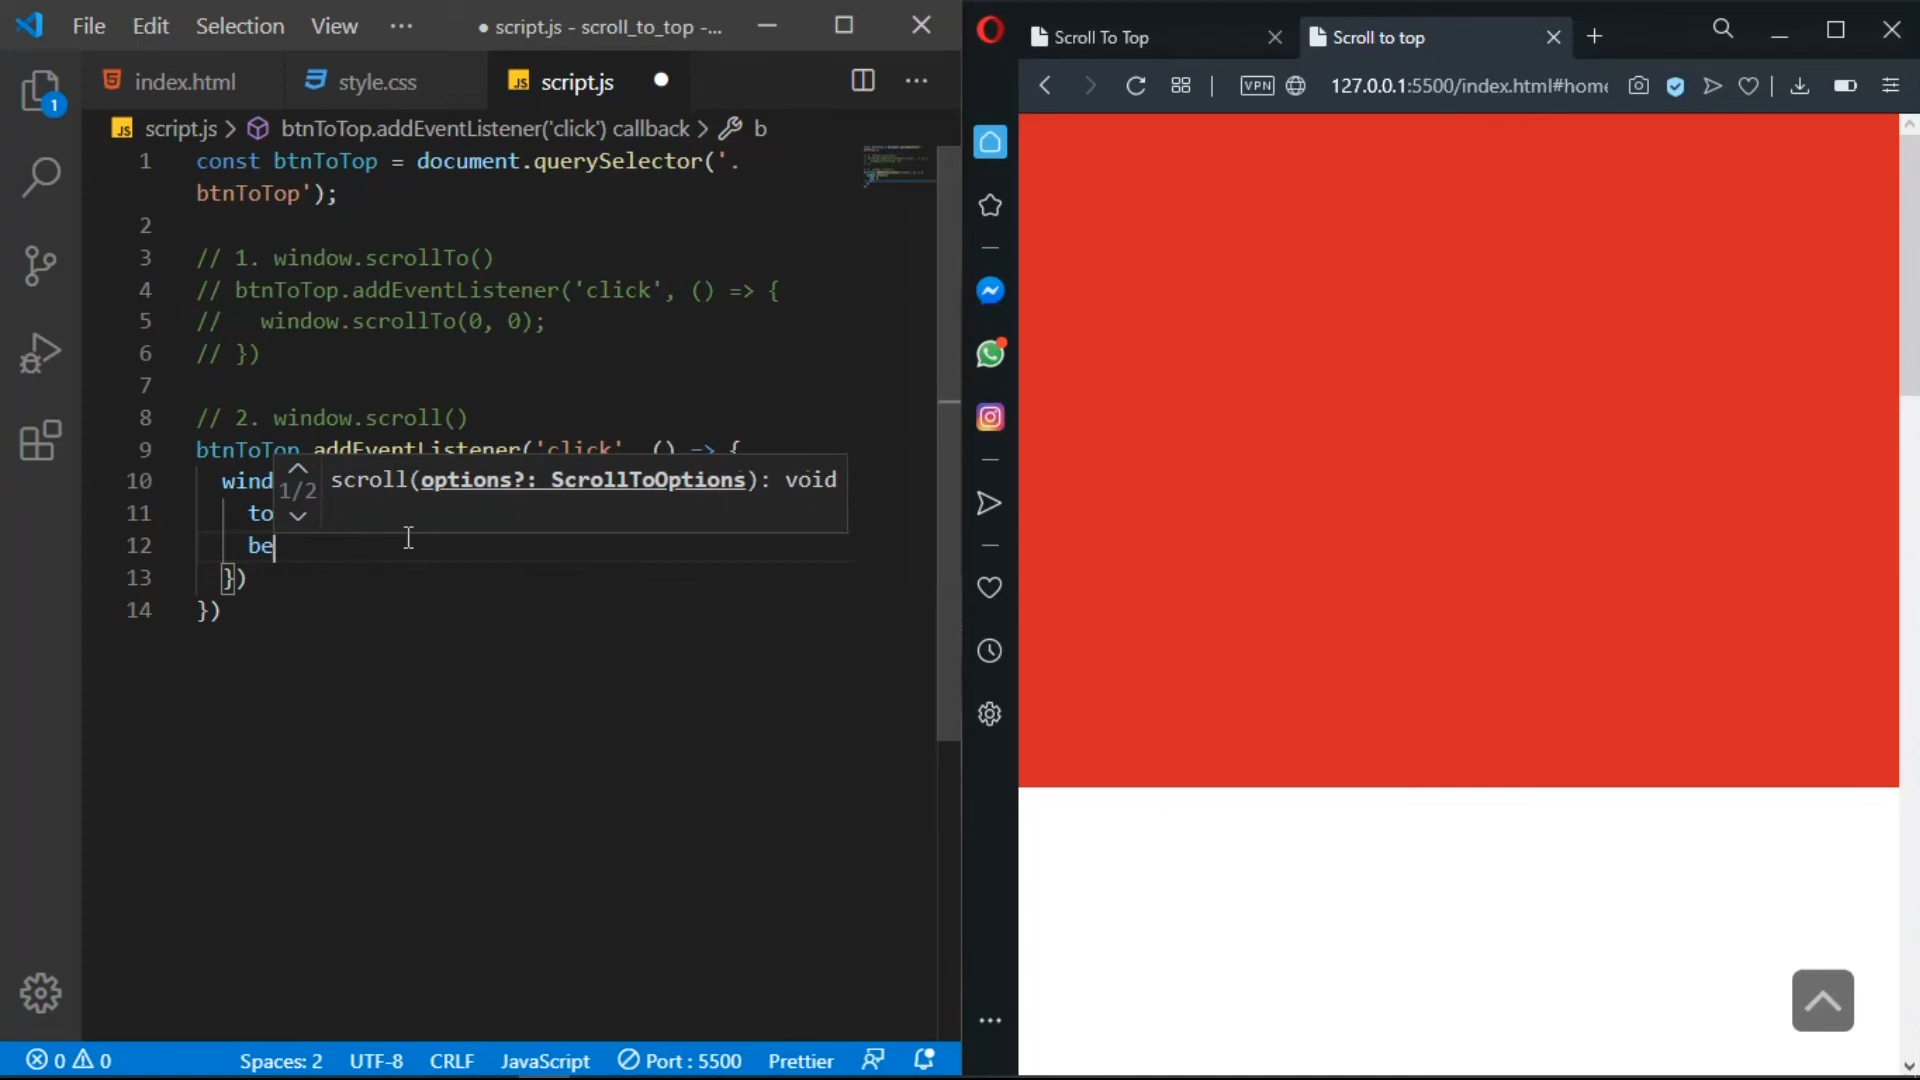 File Edit Selection View ··· ● script.js - scroll_to_top -...
index.html style.css JS script.js
JS script.js > btnToTop.addEventListener('click') callback > b
1 const btnToTop = document.querySelector('.
btnToTop');
2
3 // 1. window.scrollTo()
4 // btnToTop.addEventListener('click', () => {
5 //   window.scrollTo(0, 0);
6 // })
7
8 // 2. window.scroll()
9 btnToTop.addEventListener('click', () => {
10 wind
1/2 scroll(options?: ScrollToOptions): void
11 to
12 be
13 })
14 })
1
0 0 Spaces: 2 UTF-8 CRLF JavaScript Port : 5500 Prettier
Scroll To Top Scroll to top
VPN 127.0.0.1:5500/index.html#home